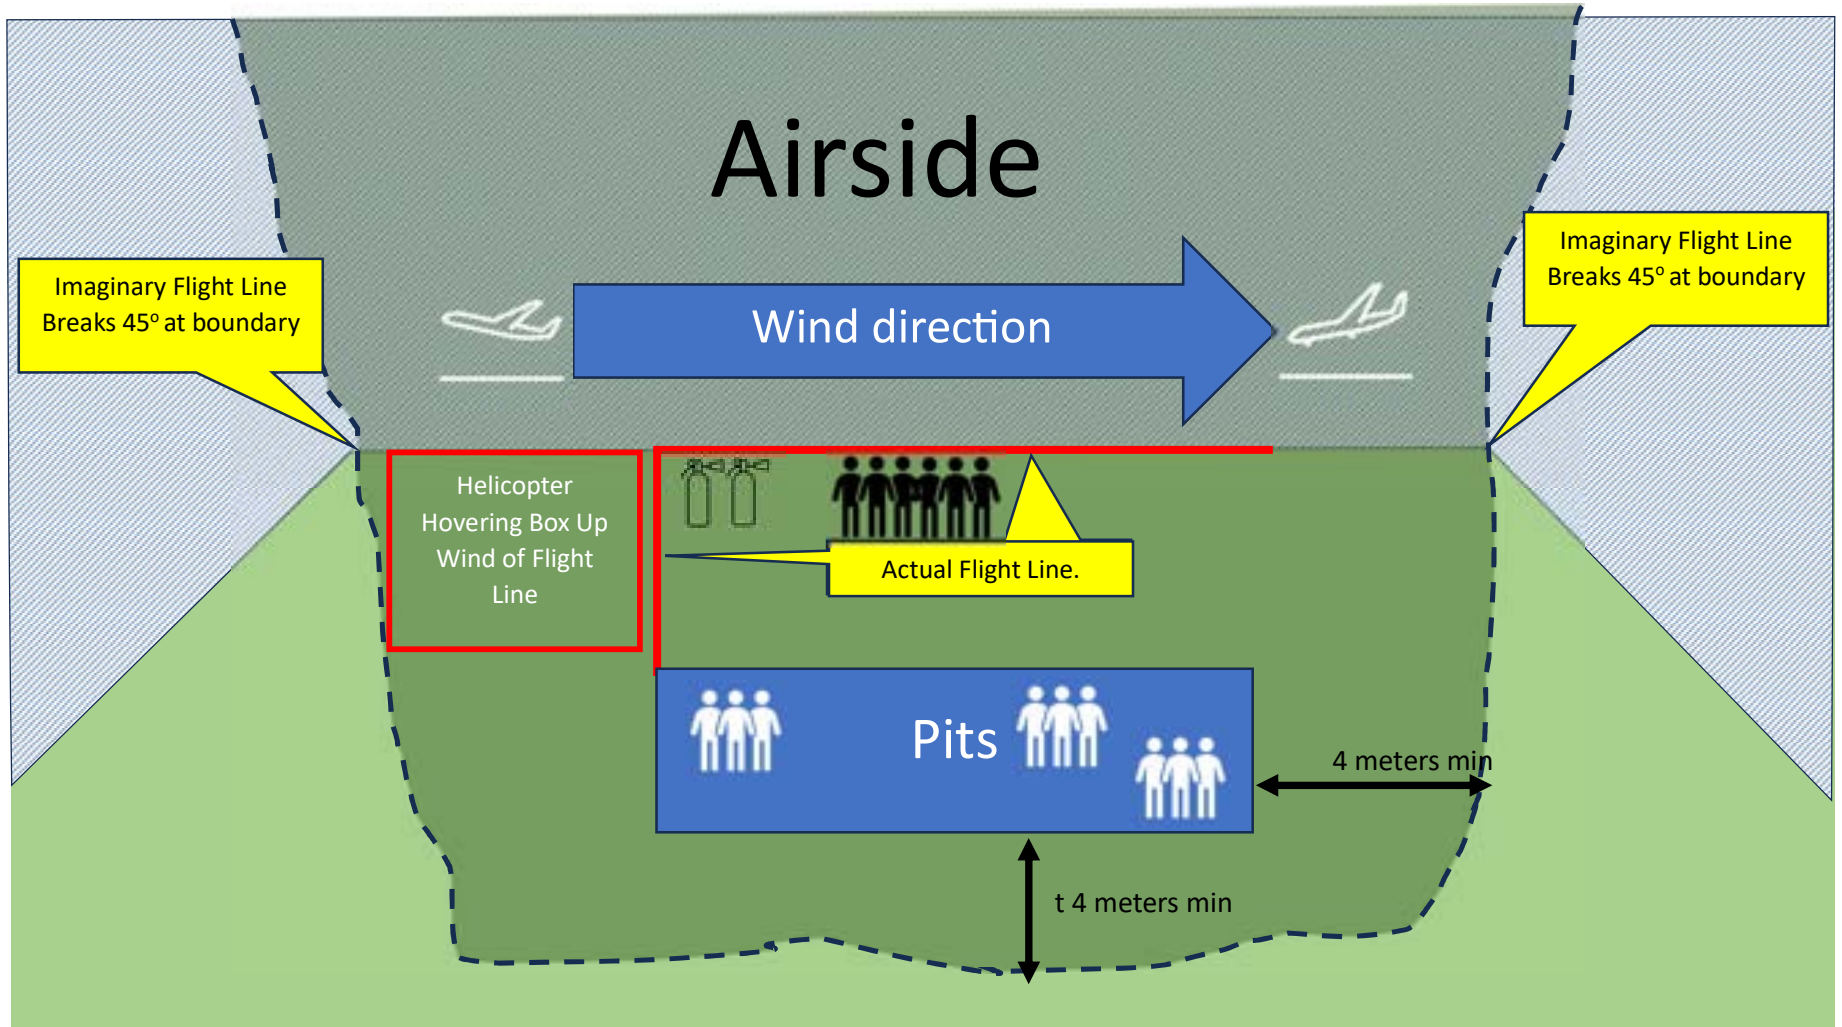 Airside
Imaginary Flight Line
Breaks 45° at boundary
Imaginary Flight Line
Breaks 45° at boundary
Wind direction
Helicopter
Hovering Box Up
Wind of Flight
Line
Actual Flight Line.
Pits
4 meters min
t 4 meters min